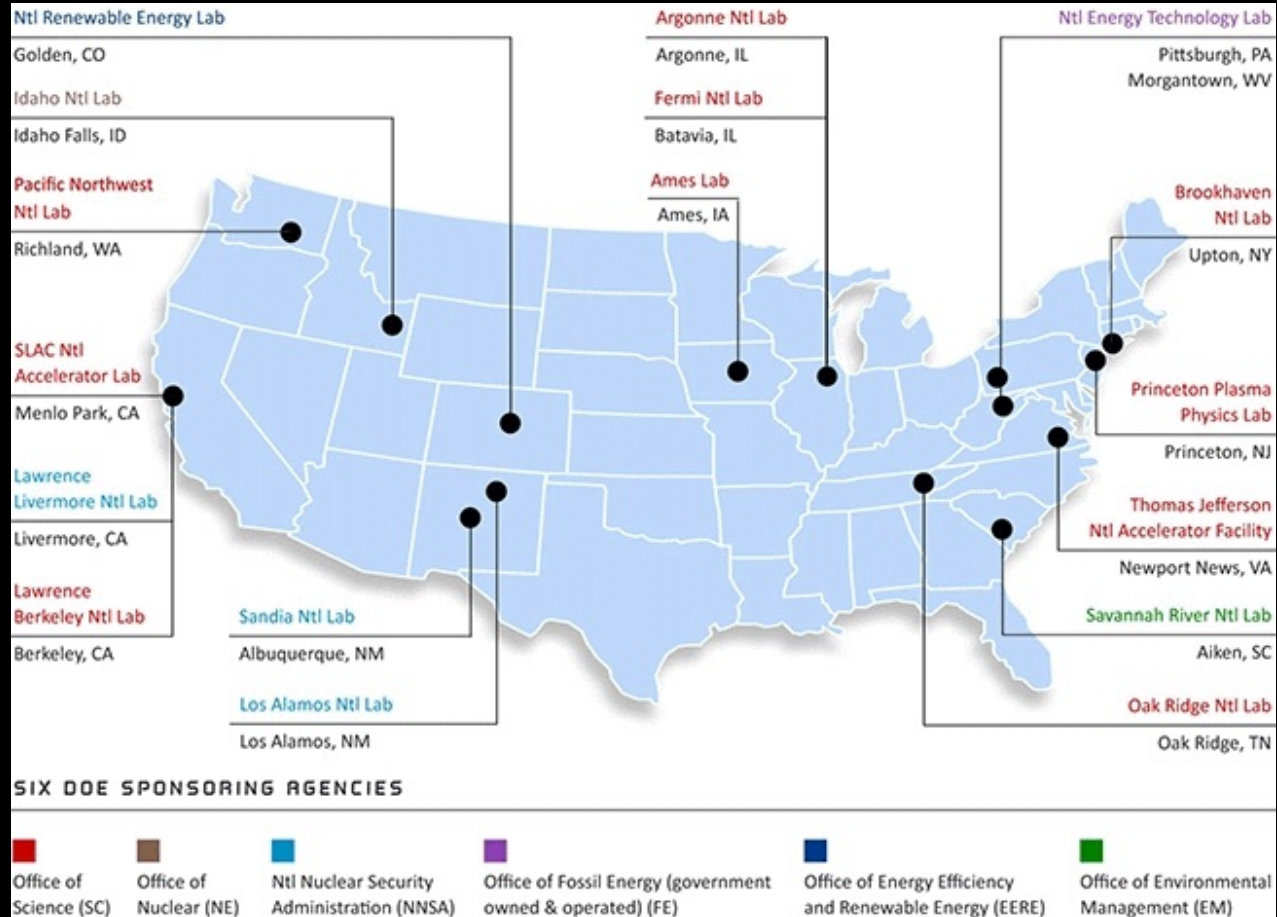 Ntl Renewable Energy Lab
Golden, CO
Idaho Ntl Lab
Idaho Falls, ID
Pacific Northwest
Ntl Lab
Richland, WA
SLAC Ntl
Accelerator Lab
Menlo Park, CA
Lawrence
Livermore Ntl Lab
Livermore, CA
Lawrence
Berkeley Ntl Lab
Berkeley, CA
Sandia Ntl Lab
Albuquerque, NM
Los Alamos Ntl Lab
Los Alamos, NM
Argonne Ntl Lab
Argonne, IL
Fermi Ntl Lab
Batavia, IL
Ames Lab
Ames, IA
Ntl Energy Technology Lab
Pittsburgh, PA
Morgantown, WV
Brookhaven
Ntl Lab
Upton, NY
Princeton Plasma
Physics Lab
Princeton, NJ
Thomas Jefferson
Ntl Accelerator Facility
Newport News, VA
Savannah River Ntl Lab
Aiken, SC
Oak Ridge Ntl Lab
Oak Ridge, TN
SIX DOE SPONSORING AGENCIES
Office of
Science (SC)
Office of
Nuclear (NE)
Ntl Nuclear Security
Administration (NNSA)
Office of Fossil Energy (government
owned & operated) (FE)
Office of Energy Efficiency
and Renewable Energy (EERE)
Office of Environmental
Management (EM)